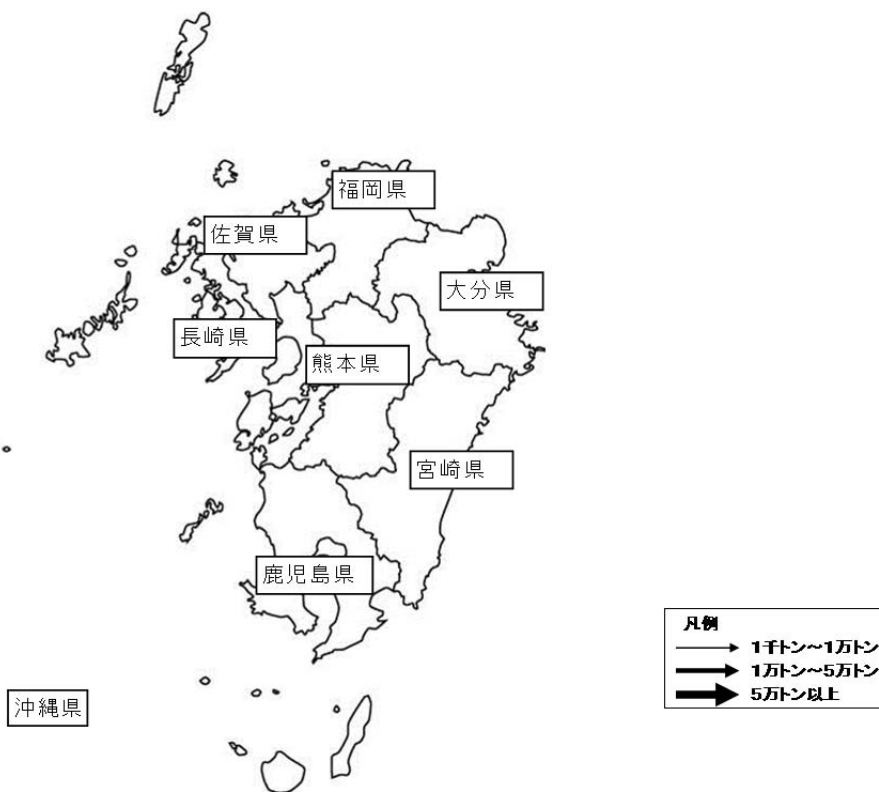 福岡県
佐賀県
大分県
長崎県
熊本県
宮崎県
鹿児島県
沖縄県
凡例
1千トン～1万トン
1万トン～5万トン
5万トン以上